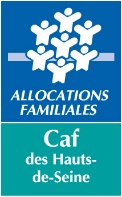 ALLOCATIONS
FAMILIALES
Caf
des Hauts-
de-Seine